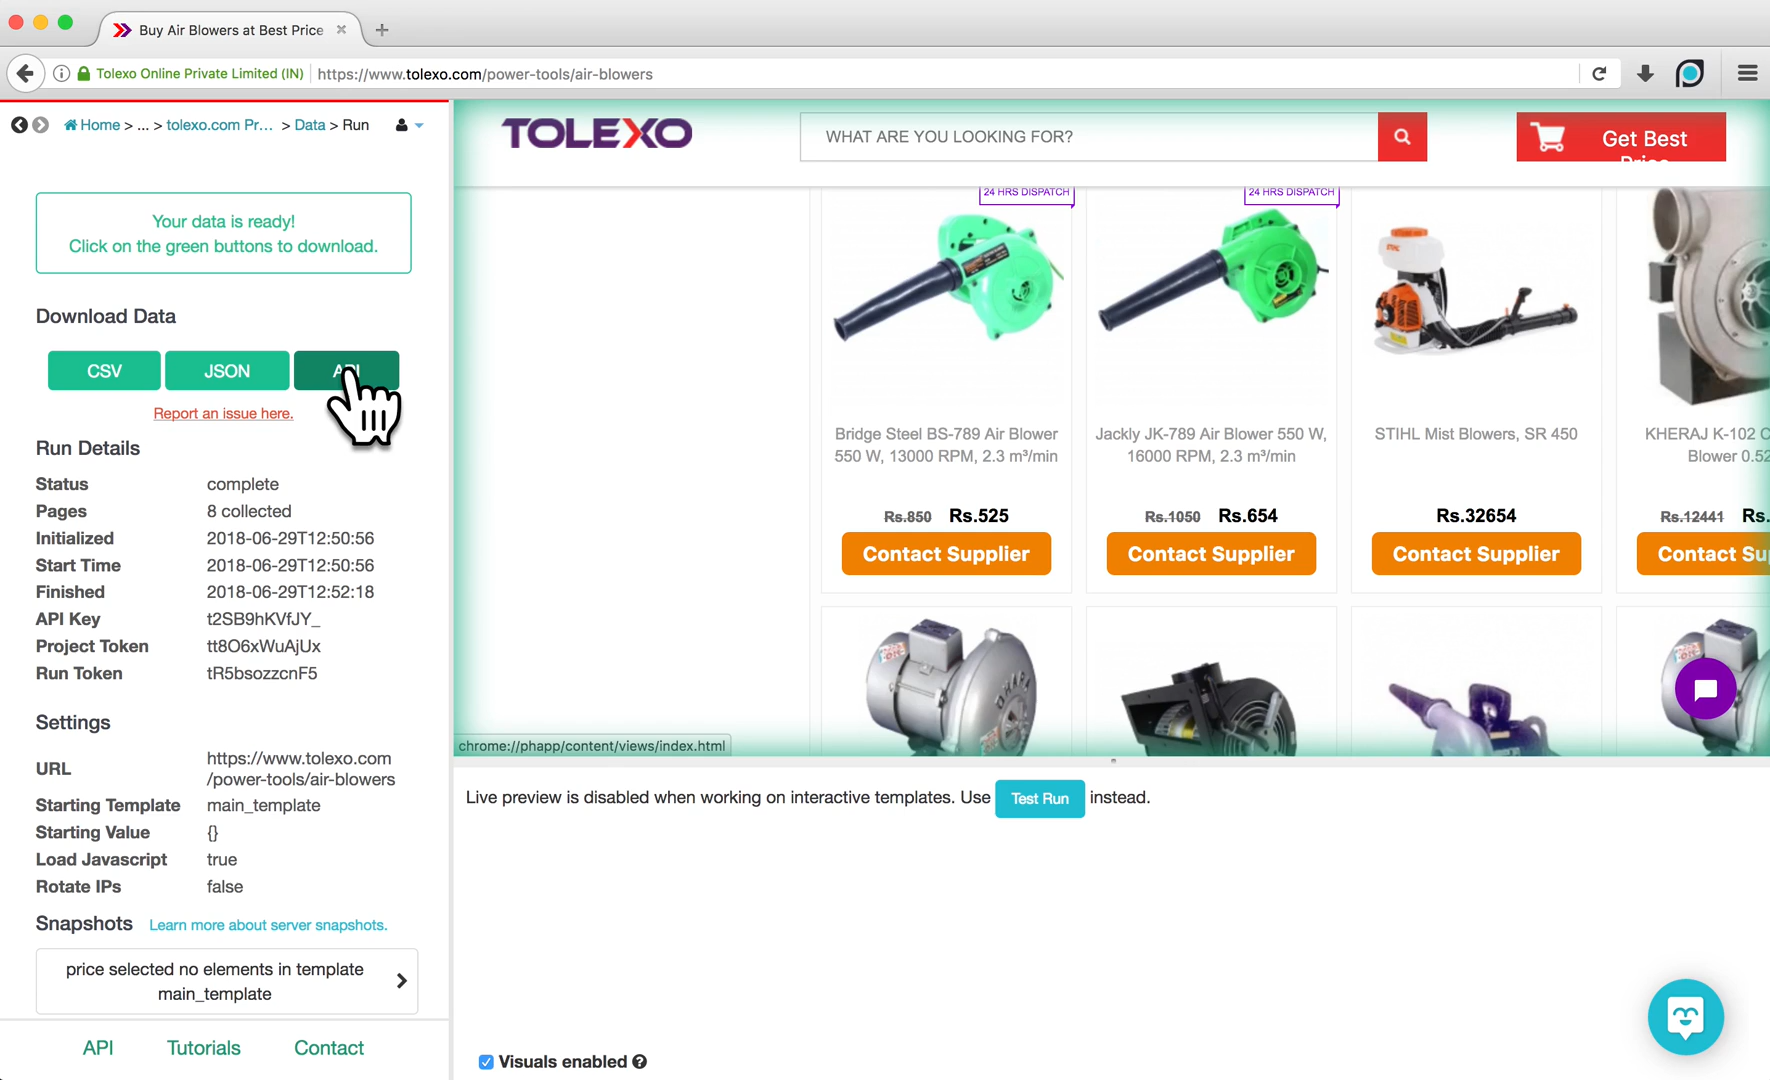 Buy Air Blowers at Best Price
Tolexo Online Private Limited (IN)
https://www.tolexo.com/power-tools/air-blowers
Home > ... > tolexo.com Pr... > Data > Run
Your data is ready!
Click on the green buttons to download.
Download Data
CSV
JSON
Report an issue here.
Run Details
Status complete
Pages 8 collected
Initialized 2018-06-29T12:50:56
Start Time 2018-06-29T12:50:56
Finished 2018-06-29T12:52:18
API Key t2SB9hKVfJY_
Project Token tt8O6xWuAjUx
Run Token tR5bsozzcnF5
Settings
URL https://www.tolexo.com
/power-tools/air-blowers
Starting Template main_template
Starting Value {}
Load Javascript true
Rotate IPs false
Snapshots Learn more about server snapshots.
price selected no elements in template
main_template
API Tutorials Contact
TOLEXO
WHAT ARE YOU LOOKING FOR?
Get Best
24 HRS DISPATCH
24 HRS DISPATCH
Bridge Steel BS-789 Air Blower
550 W, 13000 RPM, 2.3 m³/min
Rs.850 Rs.525
Contact Supplier
Jackly JK-789 Air Blower 550 W,
16000 RPM, 2.3 m³/min
Rs.1050 Rs.654
Contact Supplier
STIHL Mist Blowers, SR 450
Rs.32654
Contact Supplier
KHERAJ K-102 C
Blower 0.52
Rs.12441 Rs.
Contact Su
chrome://phapp/content/views/index.html
Live preview is disabled when working on interactive templates. Use Test Run instead.
Visuals enabled